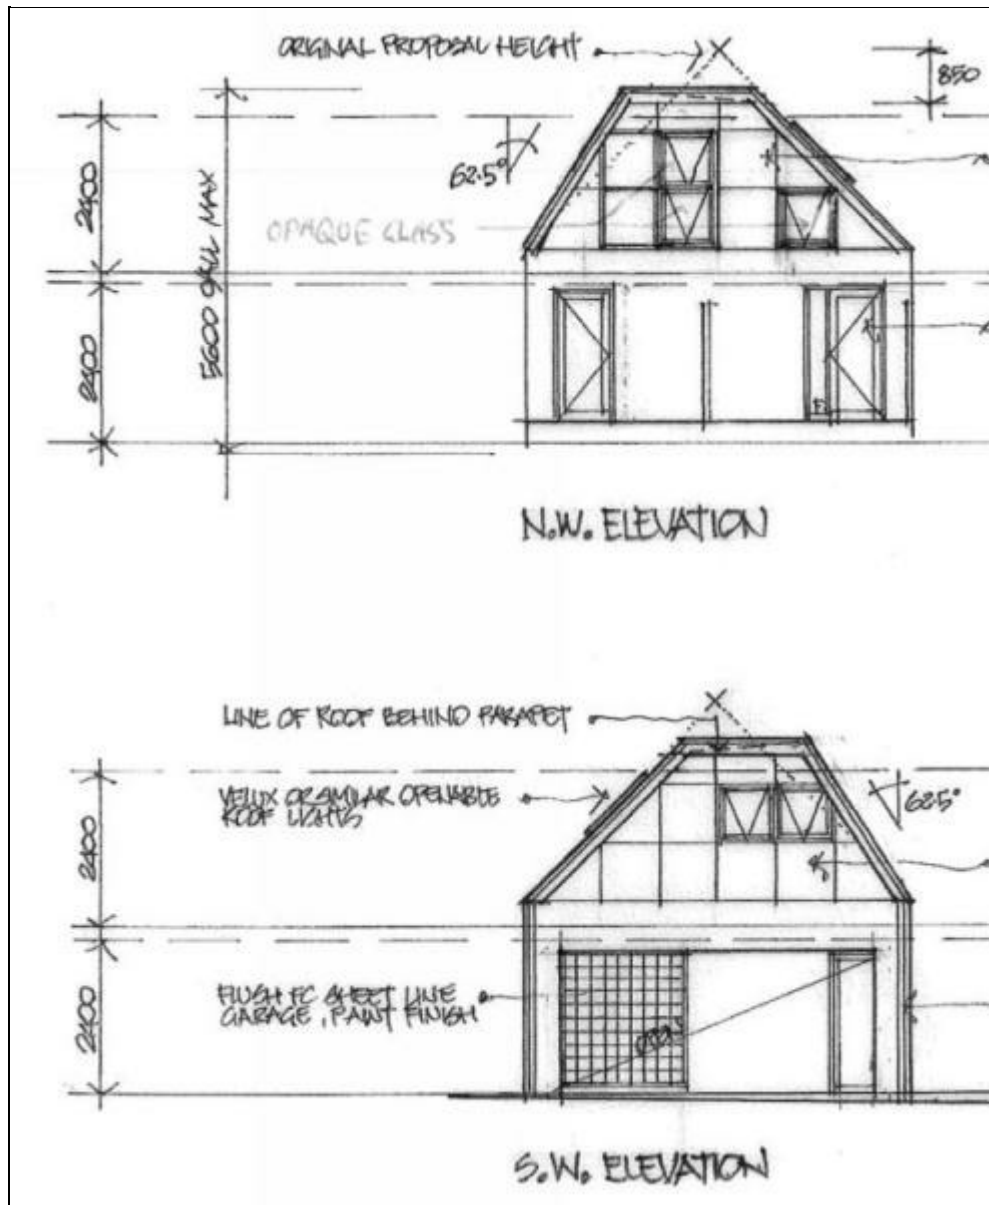 ORIGINAL PROPOSAL HEIGHT
850
62.5°
2400
5600 O'ALL MAX
OPAQUE GLASS
2400
N.W. ELEVATION
LINE OF ROOF BEHIND PARAPET
VELUX OR SIMILAR OPENABLE
ROOF LIGHTS
62.5°
2400
FLUSH FC SHEET LINE
GARAGE, PAINT FINISH
OPEN
2400
S.W. ELEVATION